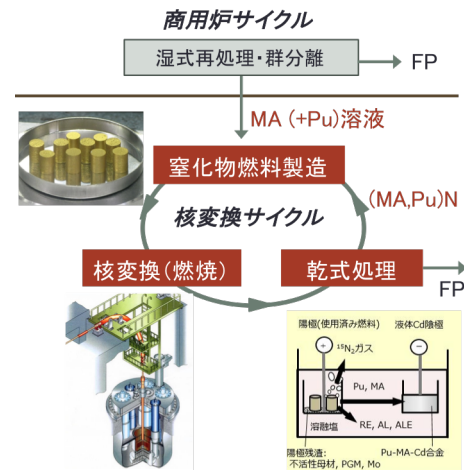 商用炉サイクル
湿式再処理・群分離
FP
MA (+Pu)溶液
窒化物燃料製造
(MA,Pu)N
核変換サイクル
核変換(燃焼)
乾式処理
FP
陽極(使用済み燃料)
液体Cd陰極
+
−
¹⁵N₂ガス
Pu, MA
RE, AL, ALE
溶融塩
陽極残渣:
不活性母材, PGM, Mo
Pu-MA-Cd合金